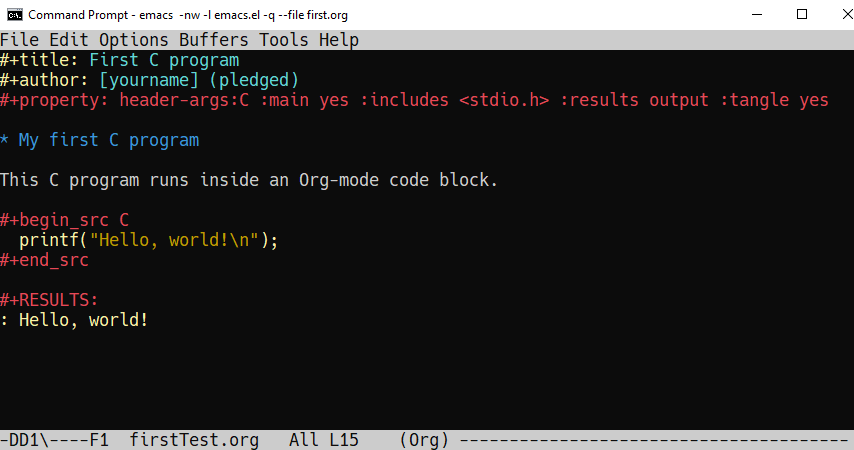 Command Prompt - emacs -nw -l emacs.el -q --file first.org
File Edit Options Buffers Tools Help
#+title: First C program
#+author: [yourname] (pledged)
#+property: header-args:C :main yes :includes <stdio.h> :results output :tangle yes
* My first C program
This C program runs inside an Org-mode code block.
#+begin_src C
  printf("Hello, world!\n");
#+end_src
#+RESULTS:
: Hello, world!
-DD1\----F1  firstTest.org   All L15    (Org) ---------------------------------------